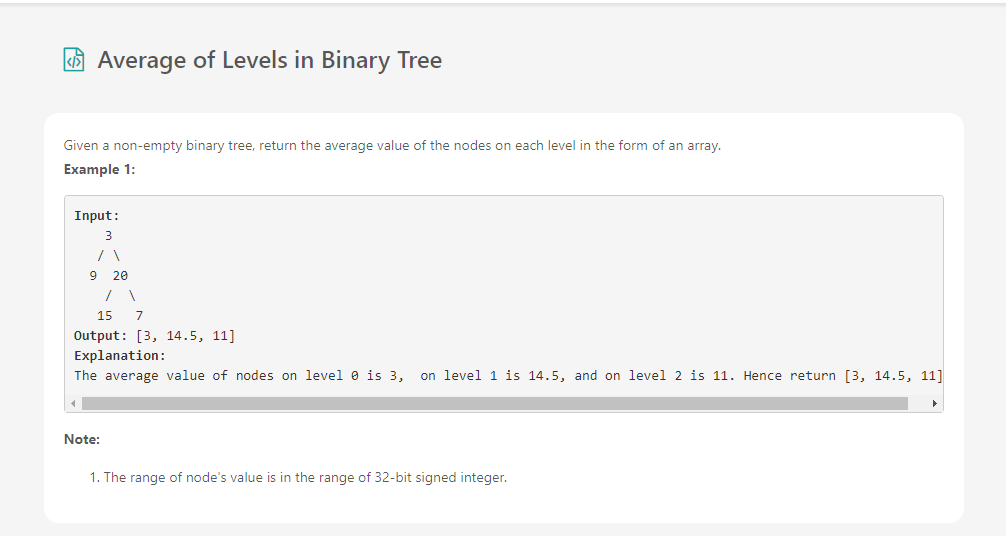 </> Average of Levels in Binary Tree
Given a non-empty binary tree, return the average value of the nodes on each level in the form of an array.
Example 1:
Input:
    3
   / \
  9  20
    /  \
   15   7
Output: [3, 14.5, 11]
Explanation:
The average value of nodes on level 0 is 3,  on level 1 is 14.5, and on level 2 is 11. Hence return [3, 14.5, 11]
Note:
1. The range of node's value is in the range of 32-bit signed integer.